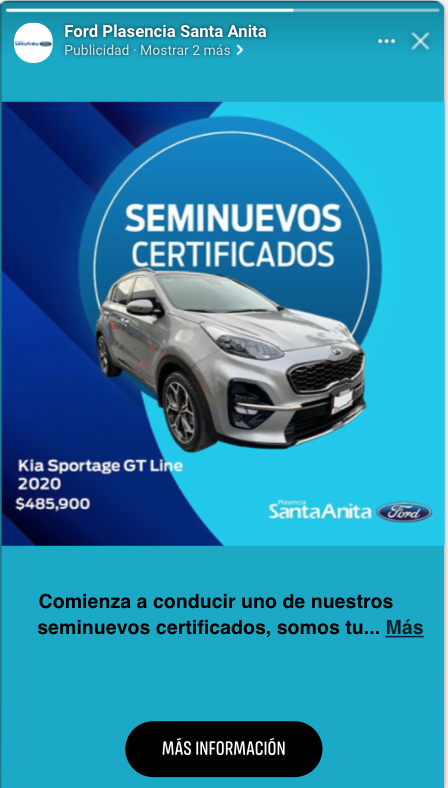 Ford Plasencia Santa Anita
Publicidad · Mostrar 2 más
SEMINUEVOS
CERTIFICADOS
Kia Sportage GT Line
2020
$485,900
Plasencia
SantaAnita Ford
Comienza a conducir uno de nuestros
seminuevos certificados, somos tu... Más
MÁS INFORMACIÓN